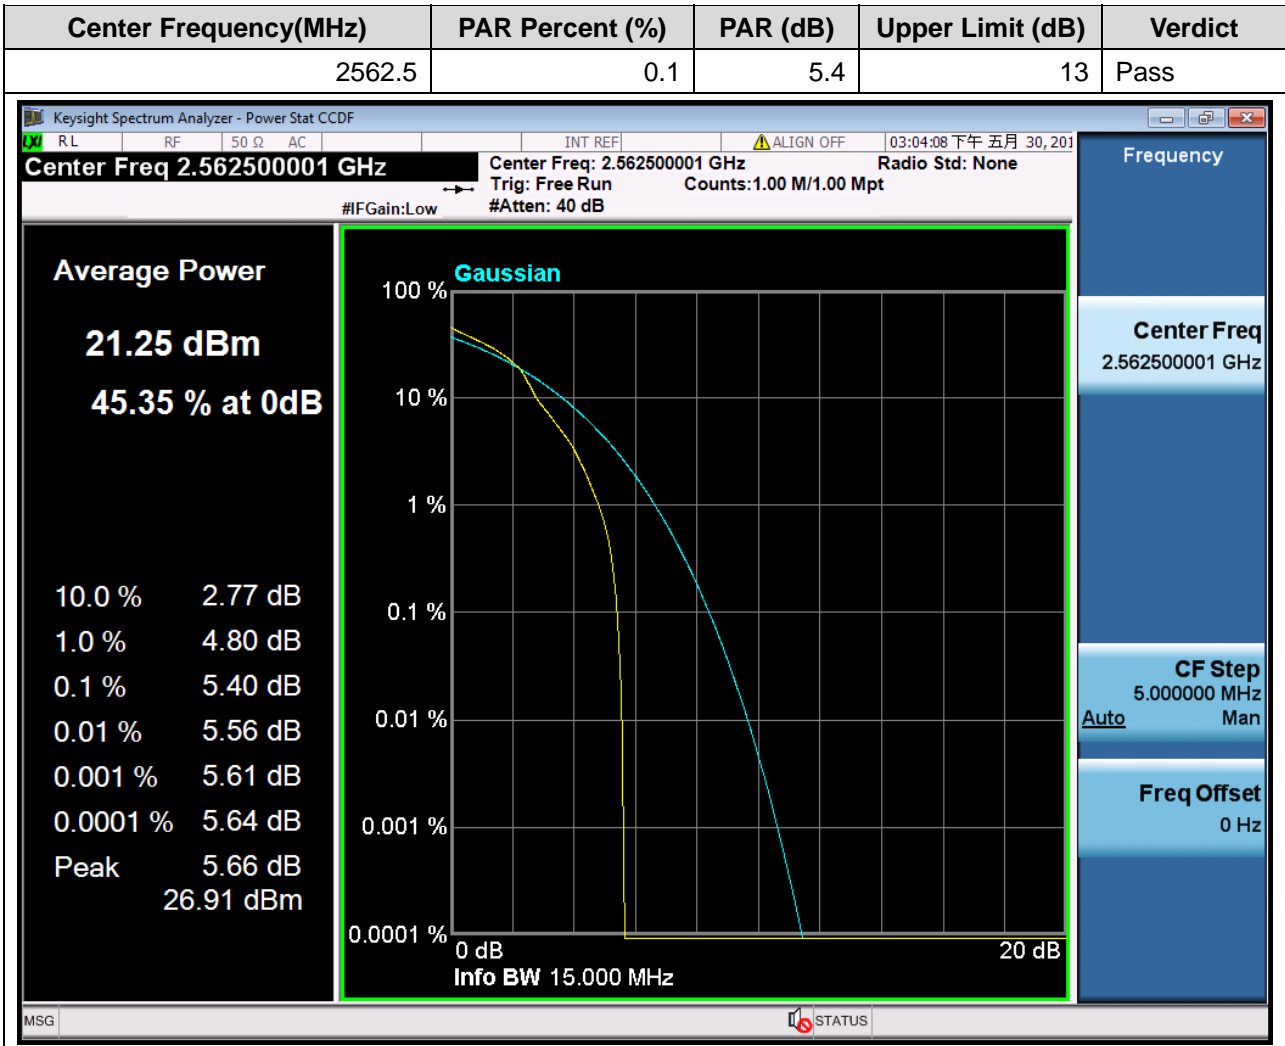 Center Frequency(MHz) PAR Percent (%) PAR (dB) Upper Limit (dB) Verdict
2562.5 0.1 5.4 13 Pass
Keysight Spectrum Analyzer - Power Stat CCDF
LXI RL RF 50 Ω AC INT REF ALIGN OFF 03:04:08 下午 五月 30, 201
Center Freq 2.562500001 GHz
Center Freq: 2.562500001 GHz Radio Std: None
Trig: Free Run Counts:1.00 M/1.00 Mpt
#IFGain:Low #Atten: 40 dB
Average Power
21.25 dBm
45.35 % at 0dB
10.0 % 2.77 dB
1.0 % 4.80 dB
0.1 % 5.40 dB
0.01 % 5.56 dB
0.001 % 5.61 dB
0.0001 % 5.64 dB
Peak 5.66 dB
26.91 dBm
Gaussian
100 %
10 %
1 %
0.1 %
0.01 %
0.001 %
0.0001 %
0 dB 20 dB
Info BW 15.000 MHz
Frequency
Center Freq
2.562500001 GHz
CF Step
5.000000 MHz
Auto Man
Freq Offset
0 Hz
MSG STATUS